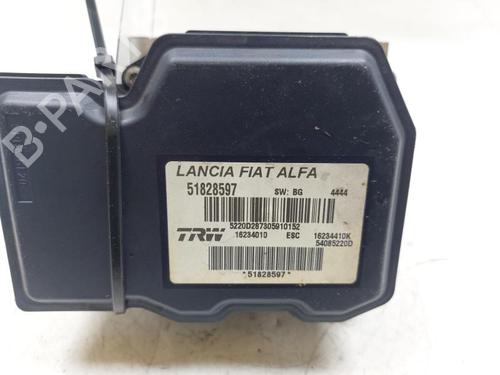 LANCIA FIAT ALFA
51828597 SW: BG 4444
5220D287305910152
TRW 16234010 ESC 16234410K
54085220D
*51828597*
B-PARTS